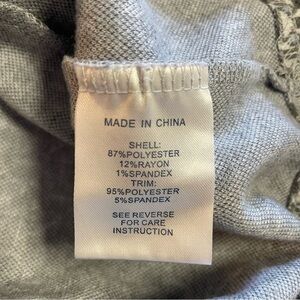 MADE IN CHINA
SHELL:
87%POLYESTER
12%RAYON
1%SPANDEX
TRIM:
95%POLYESTER
5%SPANDEX
SEE REVERSE
FOR CARE
INSTRUCTION